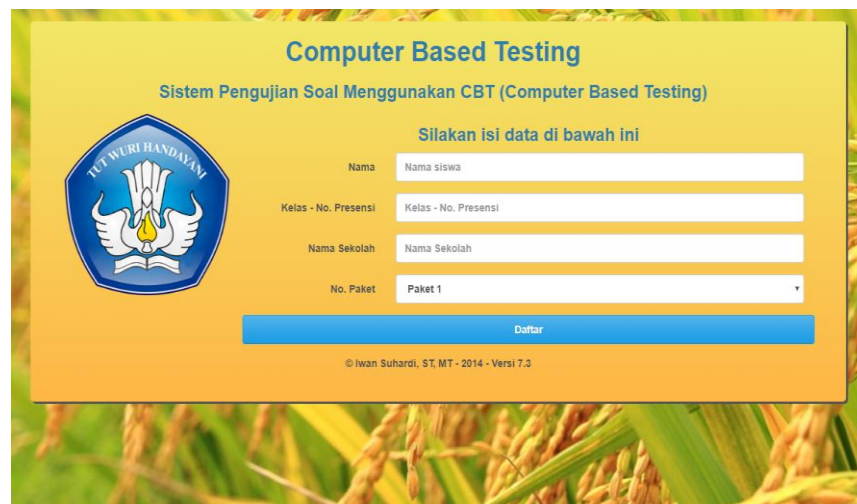 Computer Based Testing
Sistem Pengujian Soal Menggunakan CBT (Computer Based Testing)
TUT WURI HANDAYANI
Silakan isi data di bawah ini
Nama Nama siswa
Kelas - No. Presensi Kelas - No. Presensi
Nama Sekolah Nama Sekolah
No. Paket Paket 1
Daftar
© Iwan Suhardi, ST, MT - 2014 - Versi 7.3